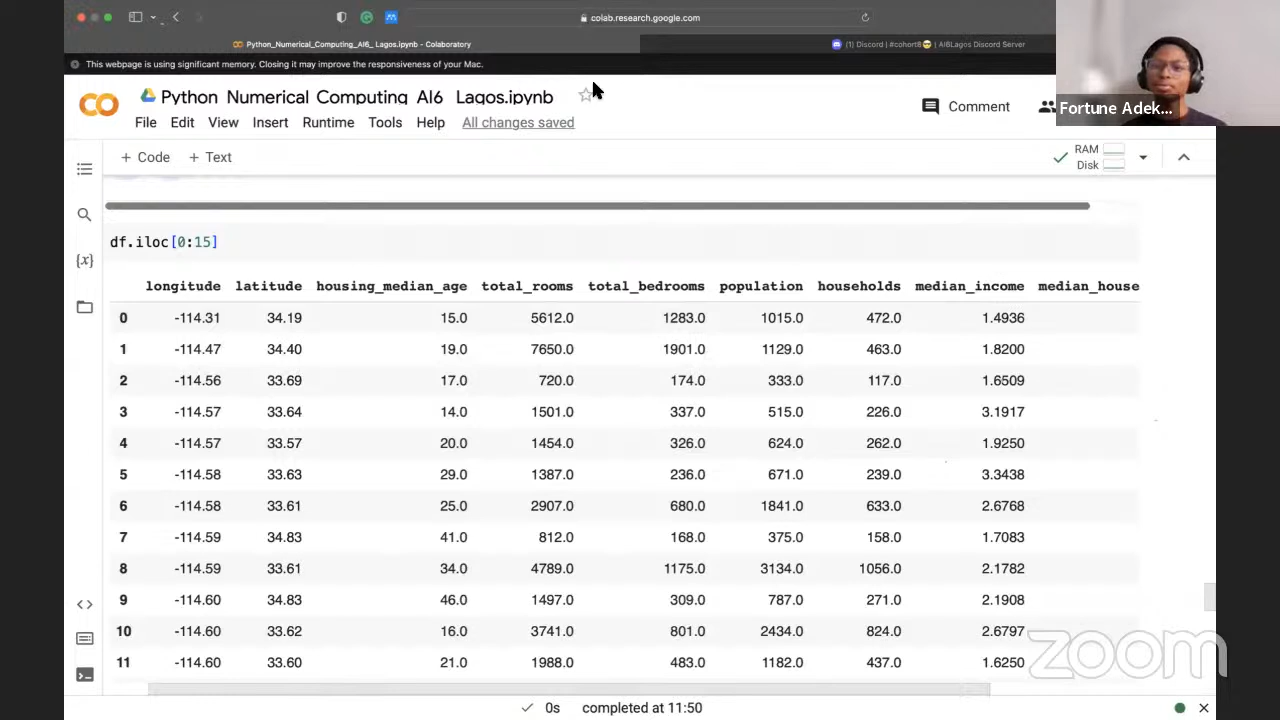 colab.research.google.com
Python_Numerical_Computing_AI6_ Lagos.ipynb - Colaboratory
(1) Discord | #cohort8😎 | AI6Lagos Discord Server
This webpage is using significant memory. Closing it may improve the responsiveness of your Mac.
Python_Numerical_Computing_AI6_ Lagos.ipynb
Comment
Fortune Adek...
File Edit View Insert Runtime Tools Help All changes saved
+ Code + Text
RAM
Disk
{x}
df.iloc[0:15]
longitude latitude housing_median_age total_rooms total_bedrooms population households median_income median_house
0 -114.31 34.19 15.0 5612.0 1283.0 1015.0 472.0 1.4936
1 -114.47 34.40 19.0 7650.0 1901.0 1129.0 463.0 1.8200
2 -114.56 33.69 17.0 720.0 174.0 333.0 117.0 1.6509
3 -114.57 33.64 14.0 1501.0 337.0 515.0 226.0 3.1917
4 -114.57 33.57 20.0 1454.0 326.0 624.0 262.0 1.9250
5 -114.58 33.63 29.0 1387.0 236.0 671.0 239.0 3.3438
6 -114.58 33.61 25.0 2907.0 680.0 1841.0 633.0 2.6768
7 -114.59 34.83 41.0 812.0 168.0 375.0 158.0 1.7083
8 -114.59 33.61 34.0 4789.0 1175.0 3134.0 1056.0 2.1782
9 -114.60 34.83 46.0 1497.0 309.0 787.0 271.0 2.1908
10 -114.60 33.62 16.0 3741.0 801.0 2434.0 824.0 2.6797
11 -114.60 33.60 21.0 1988.0 483.0 1182.0 437.0 1.6250
zoom
0s completed at 11:50